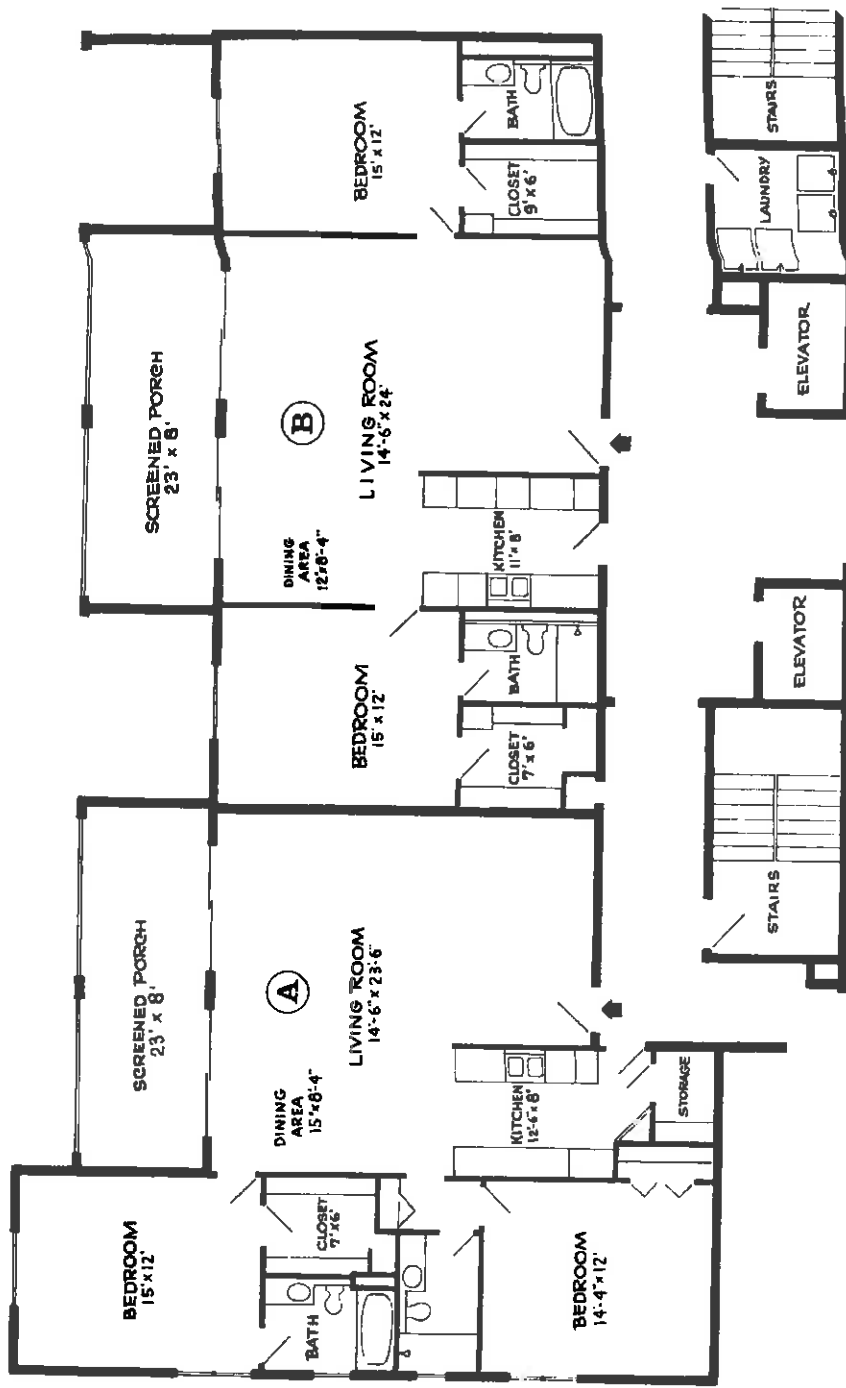 SCREENED PORCH
23' x 8'
BEDROOM
15' x 12'
BATH
CLOSET
9' x 6'
B
LIVING ROOM
14'-6" x 24'
DINING
AREA
12'x8'-4"
KITCHEN
11' x 8'
BEDROOM
15' x 12'
BATH
CLOSET
7' x 6'
STAIRS
LAUNDRY
ELEVATOR
ELEVATOR
STAIRS
SCREENED PORCH
23' x 8'
A
LIVING ROOM
14'-6" x 23'-6"
DINING
AREA
15' x 8'-4"
KITCHEN
12'-6" x 8'
STORAGE
BEDROOM
15' x 12'
CLOSET
7' x 6'
BATH
BEDROOM
14'-4" x 12'